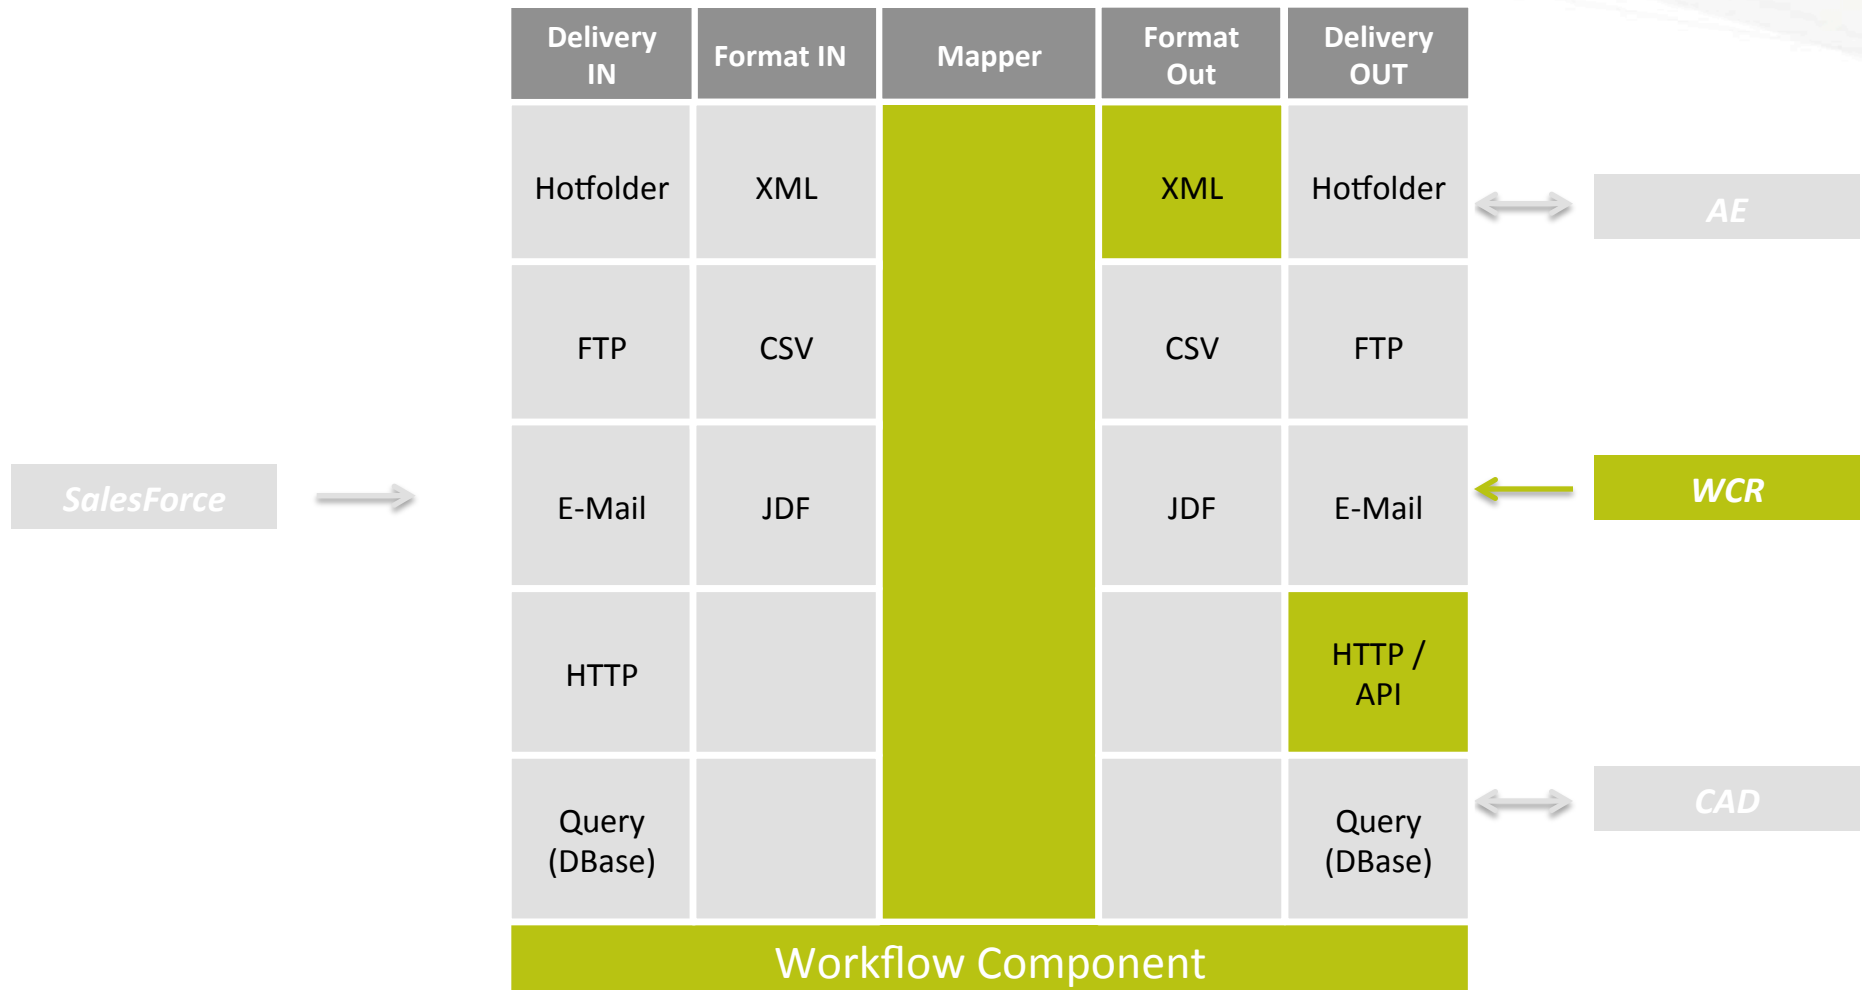 Delivery
IN
Format IN
Mapper
Format
Out
Delivery
OUT
Hotfolder
XML
XML
Hotfolder
AE
FTP
CSV
CSV
FTP
SalesForce
E-Mail
JDF
JDF
E-Mail
WCR
HTTP
HTTP /
API
Query
(DBase)
Query
(DBase)
CAD
Workflow Component